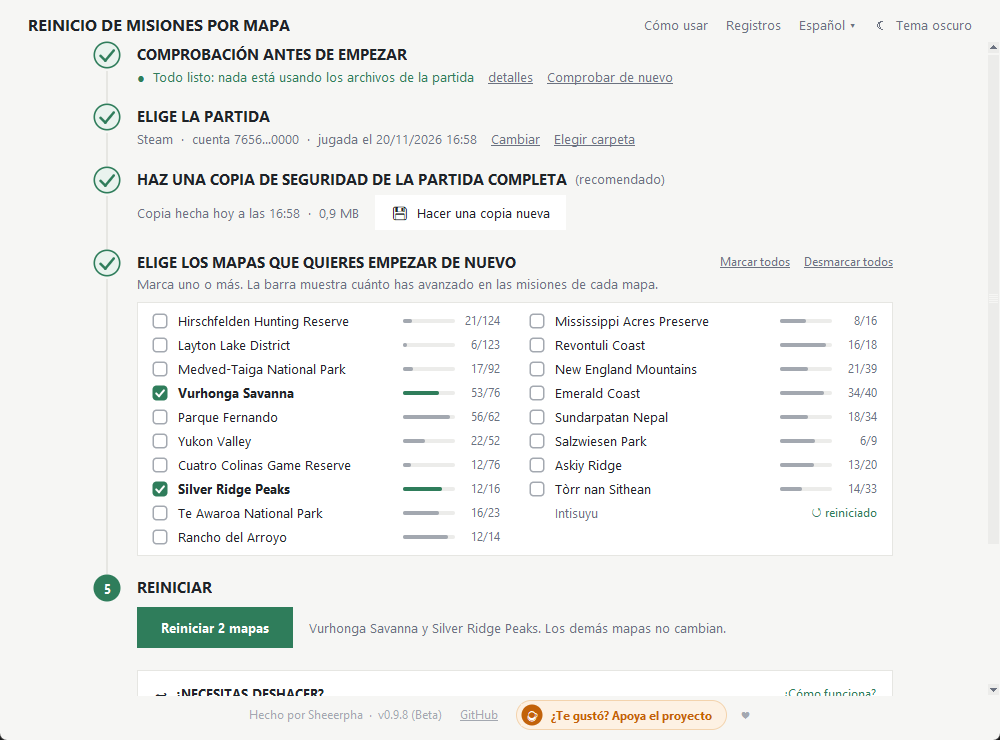 REINICIO DE MISIONES POR MAPA
Cómo usar Registros Español ▾ ☾ Tema oscuro
COMPROBACIÓN ANTES DE EMPEZAR
● Todo listo: nada está usando los archivos de la partida detalles Comprobar de nuevo
ELIGE LA PARTIDA
Steam · cuenta 7656...0000 · jugada el 20/11/2026 16:58 Cambiar Elegir carpeta
HAZ UNA COPIA DE SEGURIDAD DE LA PARTIDA COMPLETA (recomendado)
Copia hecha hoy a las 16:58 · 0,9 MB Hacer una copia nueva
ELIGE LOS MAPAS QUE QUIERES EMPEZAR DE NUEVO Marcar todos Desmarcar todos
Marca uno o más. La barra muestra cuánto has avanzado en las misiones de cada mapa.
Hirschfelden Hunting Reserve 21/124
Layton Lake District 6/123
Medved-Taiga National Park 17/92
Vurhonga Savanna 53/76
Parque Fernando 56/62
Yukon Valley 22/52
Cuatro Colinas Game Reserve 12/76
Silver Ridge Peaks 12/16
Te Awaroa National Park 16/23
Rancho del Arroyo 12/14
Mississippi Acres Preserve 8/16
Revontuli Coast 16/18
New England Mountains 21/39
Emerald Coast 34/40
Sundarpatan Nepal 18/34
Salzwiesen Park 6/9
Askiy Ridge 13/20
Tòrr nan Sithean 14/33
Intisuyu reiniciado
5 REINICIAR
Reiniciar 2 mapas Vurhonga Savanna y Silver Ridge Peaks. Los demás mapas no cambian.
¿NECESITAS DESHACER? ¿Cómo funciona?
Hecho por Sheeerpha · v0.9.8 (Beta) GitHub ¿Te gustó? Apoya el proyecto ♥